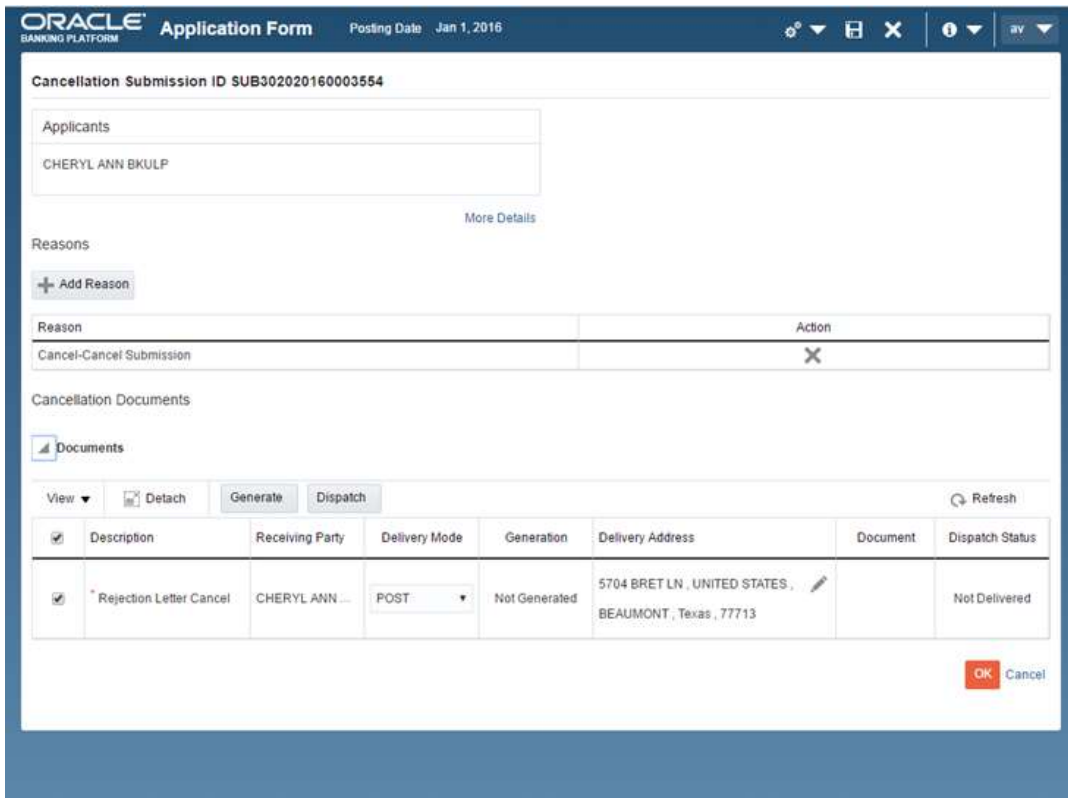 ORACLE
BANKING PLATFORM
Application Form Posting Date Jan 1, 2016
av
Cancellation Submission ID SUB302020160003554
Applicants
CHERYL ANN BKULP
More Details
Reasons
Add Reason
Reason Action
Cancel-Cancel Submission
Cancellation Documents
Documents
View Detach Generate Dispatch Refresh
Description Receiving Party Delivery Mode Generation Delivery Address Document Dispatch Status
* Rejection Letter Cancel CHERYL ANN ... POST Not Generated 5704 BRET LN , UNITED STATES , Not Delivered
BEAUMONT , Texas , 77713
OK Cancel